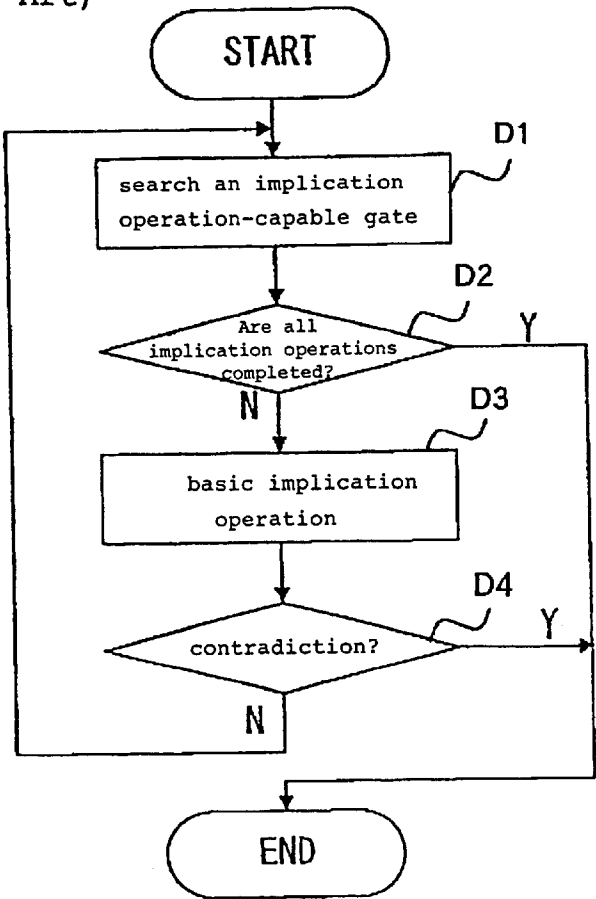 START
D1
search an implication
operation-capable gate
D2
Are all
implication operations
completed?
Y
N
D3
basic implication
operation
D4
contradiction?
Y
N
END